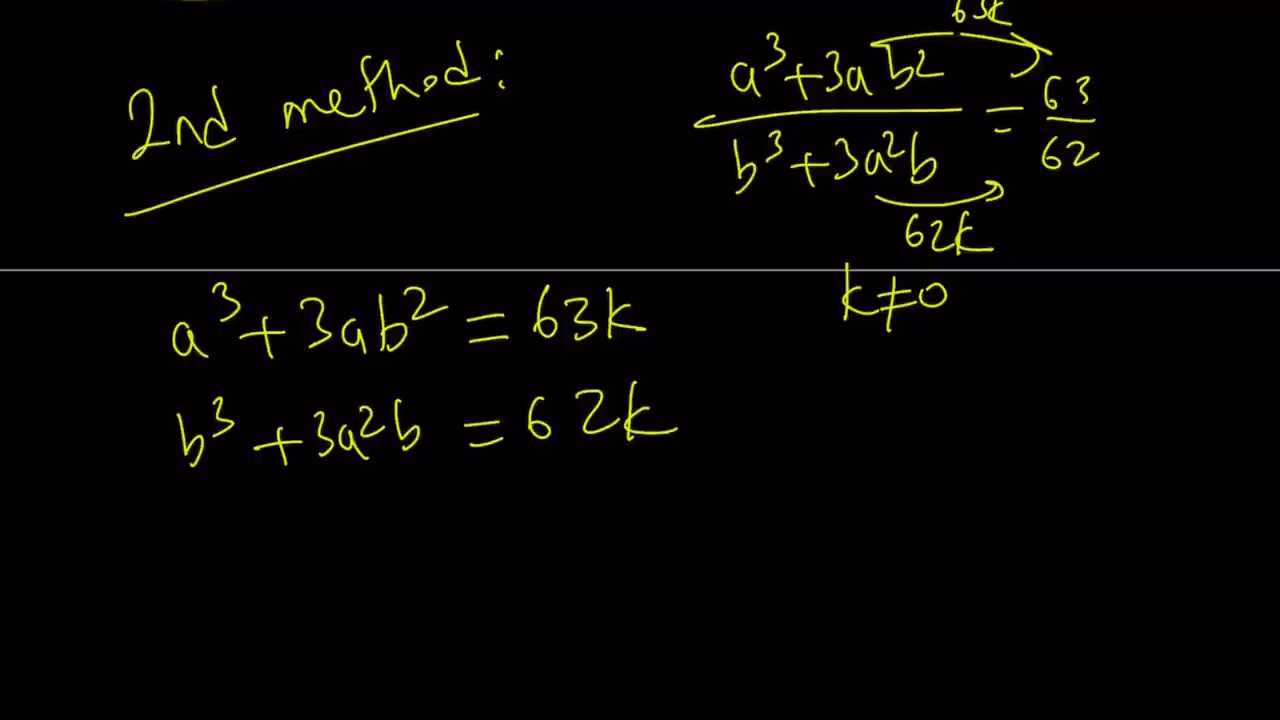 63k
2nd method:
a³+3ab²
= 63/62
b³+3a²b
62k
k≠0
a³+3ab² = 63k
b³+3a²b = 62k